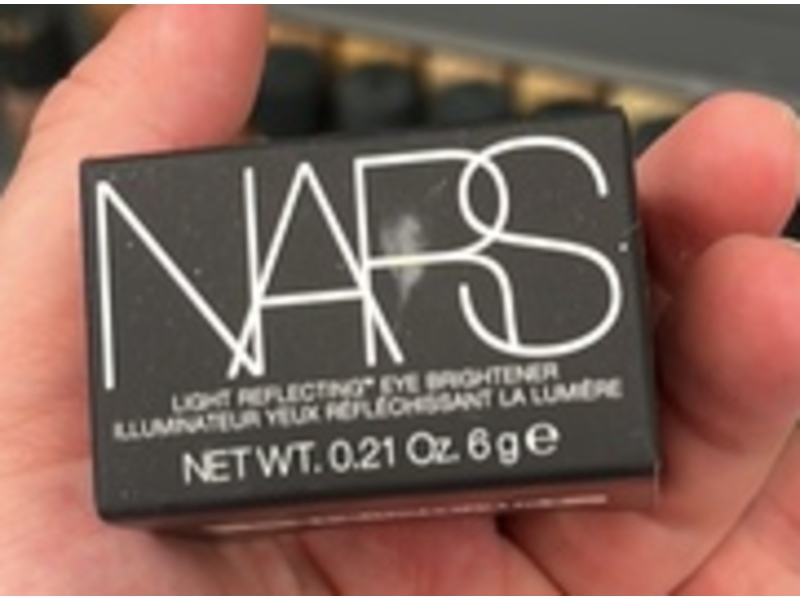 NARS
LIGHT REFLECTING™ EYE BRIGHTENER
ILLUMINATEUR YEUX RÉFLÉCHISSANT LA LUMIÈRE
NET WT. 0.21 Oz. 6 g ℮